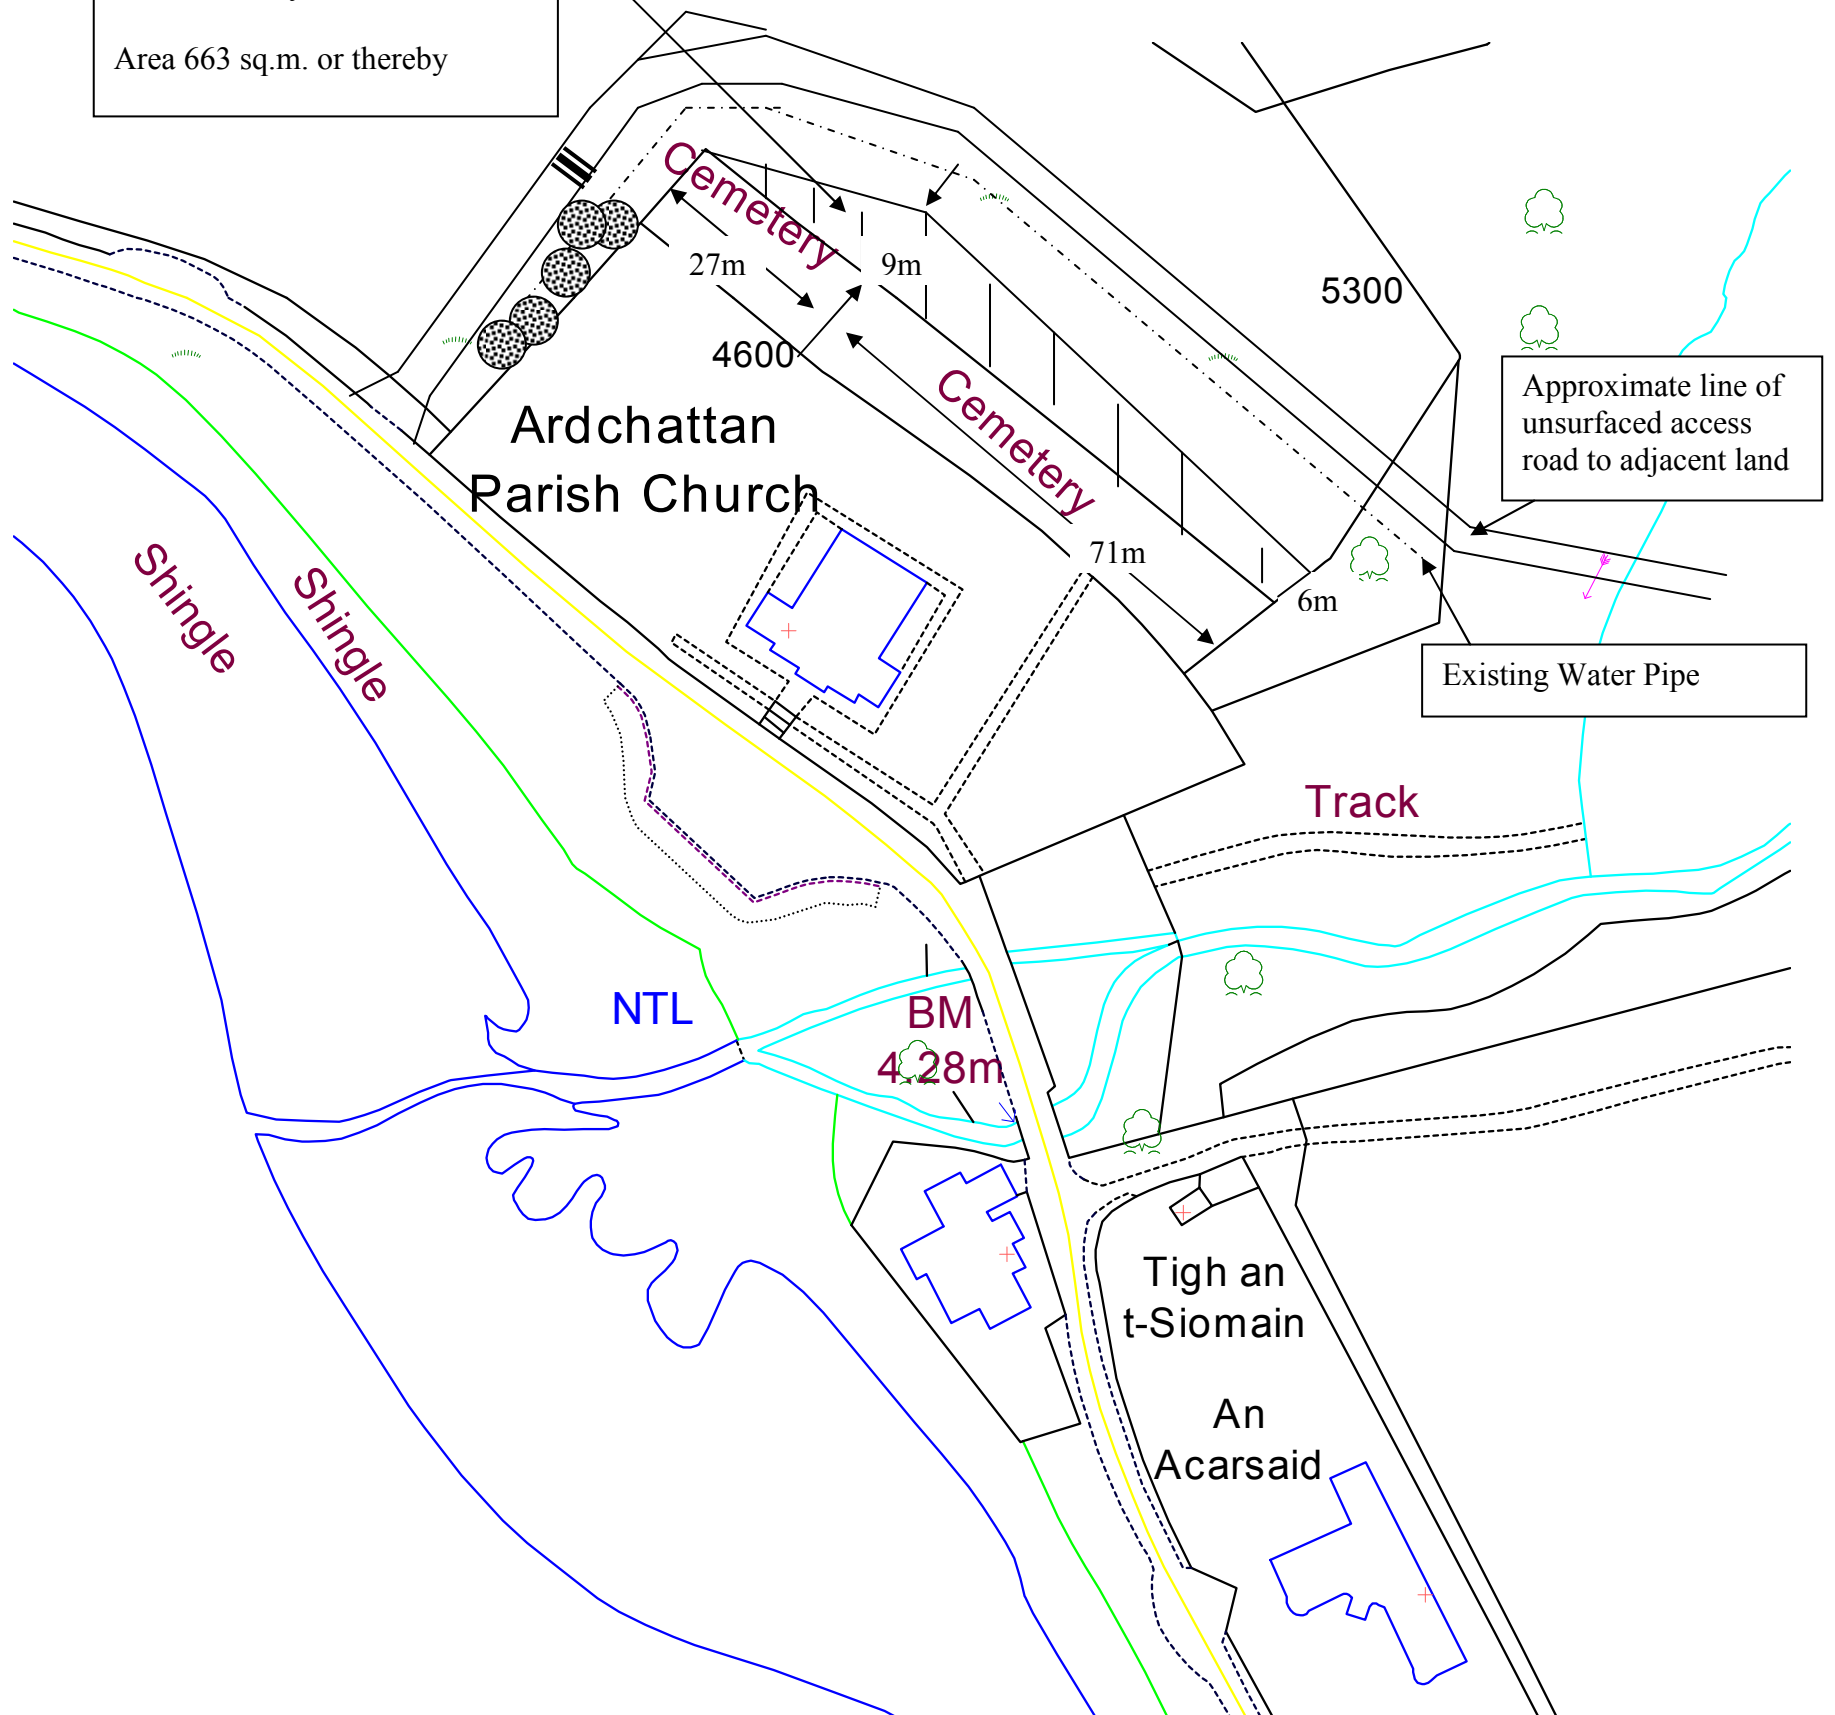 Area 663 sq.m. or thereby
Cemetery
27m
9m
5300
4600
Cemetery
Approximate line of
unsurfaced access
road to adjacent land
Ardchattan
Parish Church
71m
6m
Shingle
Shingle
Existing Water Pipe
Track
NTL
BM
4.28m
Tigh an
t-Siomain
An
Acarsaid